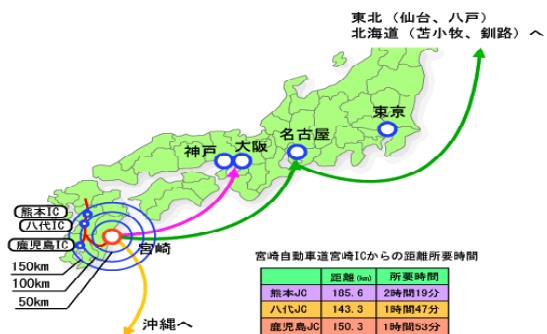 東北（仙台、八戸）
北海道（苫小牧、釧路）へ
東京
名古屋
大阪
神戸
熊本IC
八代IC
鹿児島IC
宮崎
150km
100km
50km
沖縄へ
宮崎自動車道宮崎ICからの距離所要時間
距離(km) 所要時間
熊本JC 185.6 2時間19分
八代JC 143.3 1時間47分
鹿児島JC 150.3 1時間53分